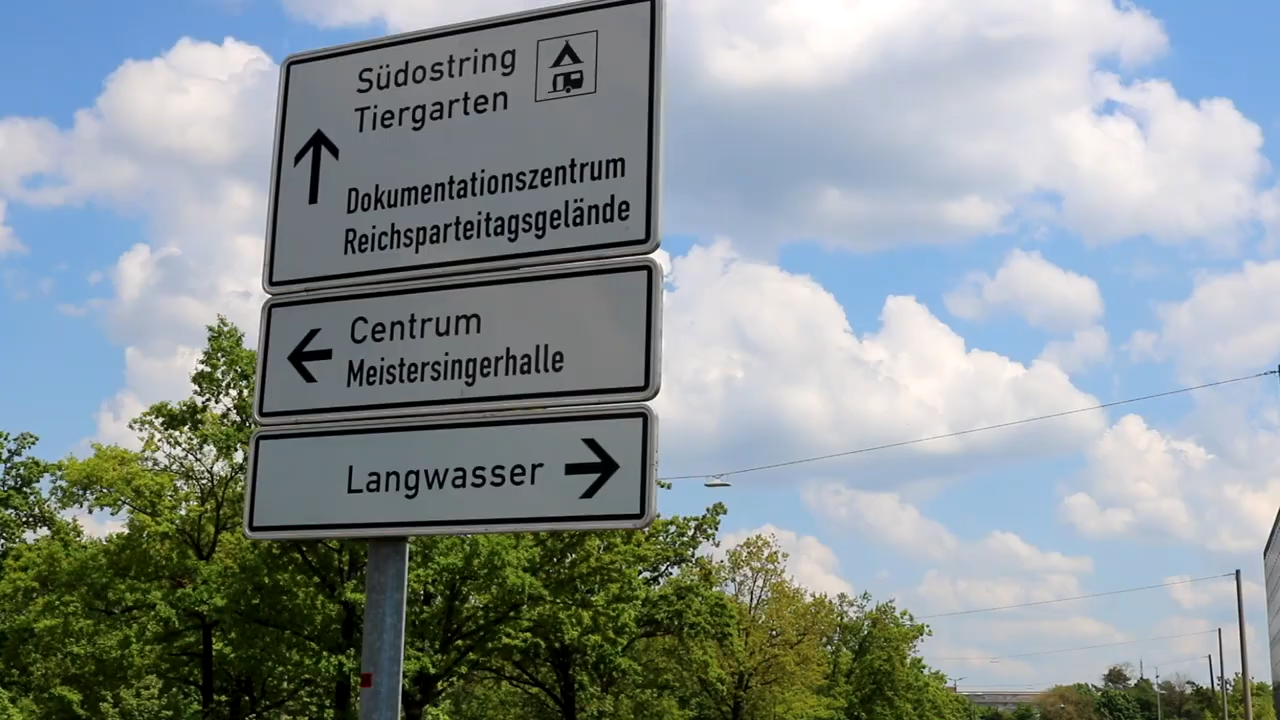 Südostring
Tiergarten
Dokumentationszentrum
Reichsparteitagsgelände
Centrum
Meistersingerhalle
Langwasser